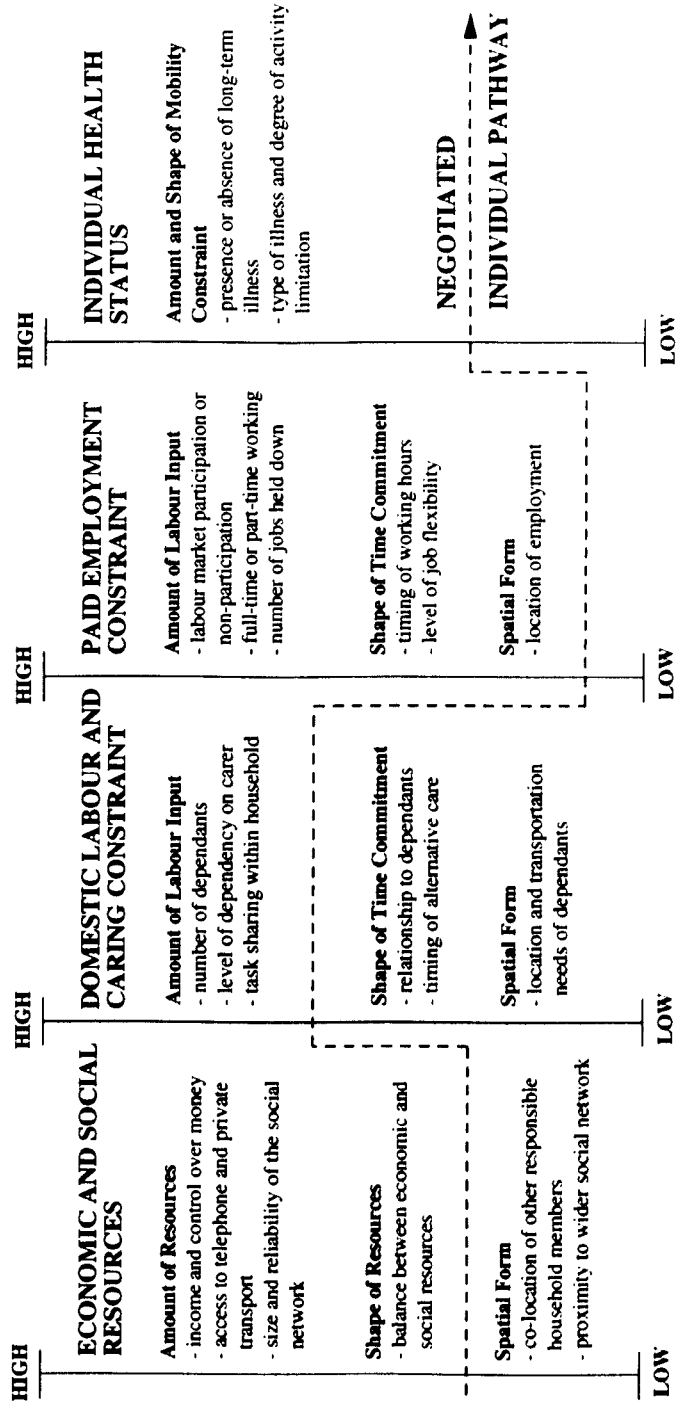 HIGH
ECONOMIC AND SOCIAL
RESOURCES
Amount of Resources
- income and control over money
- access to telephone and private
transport
- size and reliability of the social
network
Shape of Resources
- balance between economic and
social resources
Spatial Form
- co-location of other responsible
household members
- proximity to wider social network
LOW
HIGH
DOMESTIC LABOUR AND
CARING CONSTRAINT
Amount of Labour Input
- number of dependants
- level of dependency on carer
- task sharing within household
Shape of Time Commitment
- relationship to dependants
- timing of alternative care
Spatial Form
- location and transportation
needs of dependants
LOW
HIGH
PAID EMPLOYMENT
CONSTRAINT
Amount of Labour Input
- labour market participation or
non-participation
- full-time or part-time working
- number of jobs held down
Shape of Time Commitment
- timing of working hours
- level of job flexibility
Spatial Form
- location of employment
LOW
HIGH
INDIVIDUAL HEALTH
STATUS
Amount and Shape of Mobility
Constraint
- presence or absence of long-term
illness
- type of illness and degree of activity
limitation
NEGOTIATED
INDIVIDUAL PATHWAY
LOW